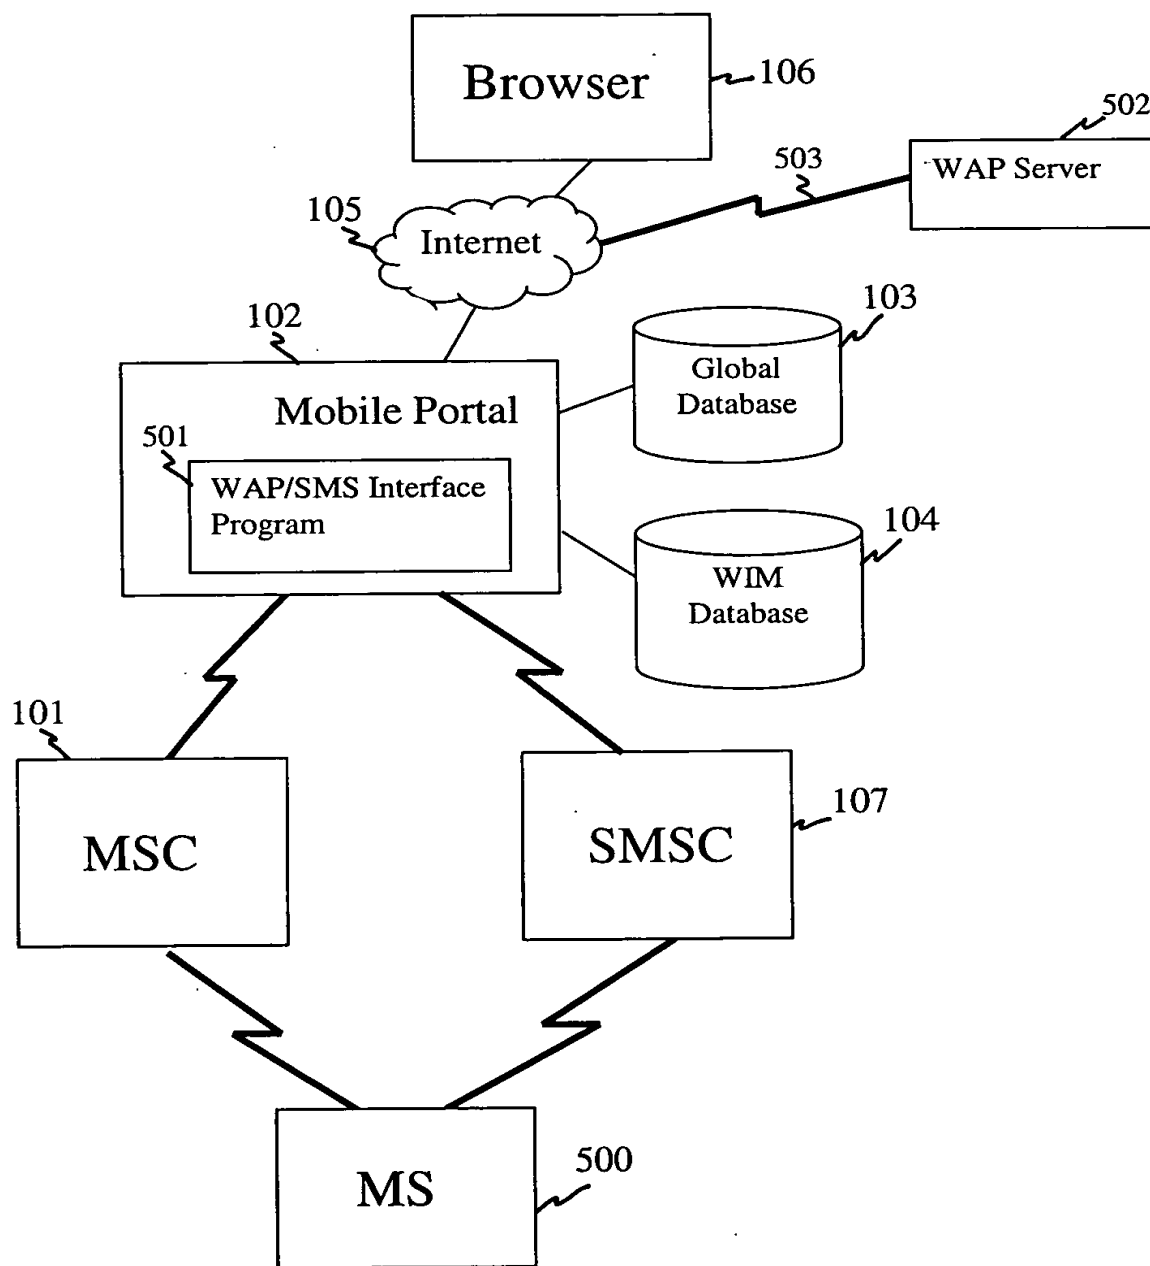 Browser
106
502
WAP Server
503
105
Internet
102
103
Global
Database
Mobile Portal
501
WAP/SMS Interface
Program
104
WIM
Database
101
MSC
SMSC
107
MS
500